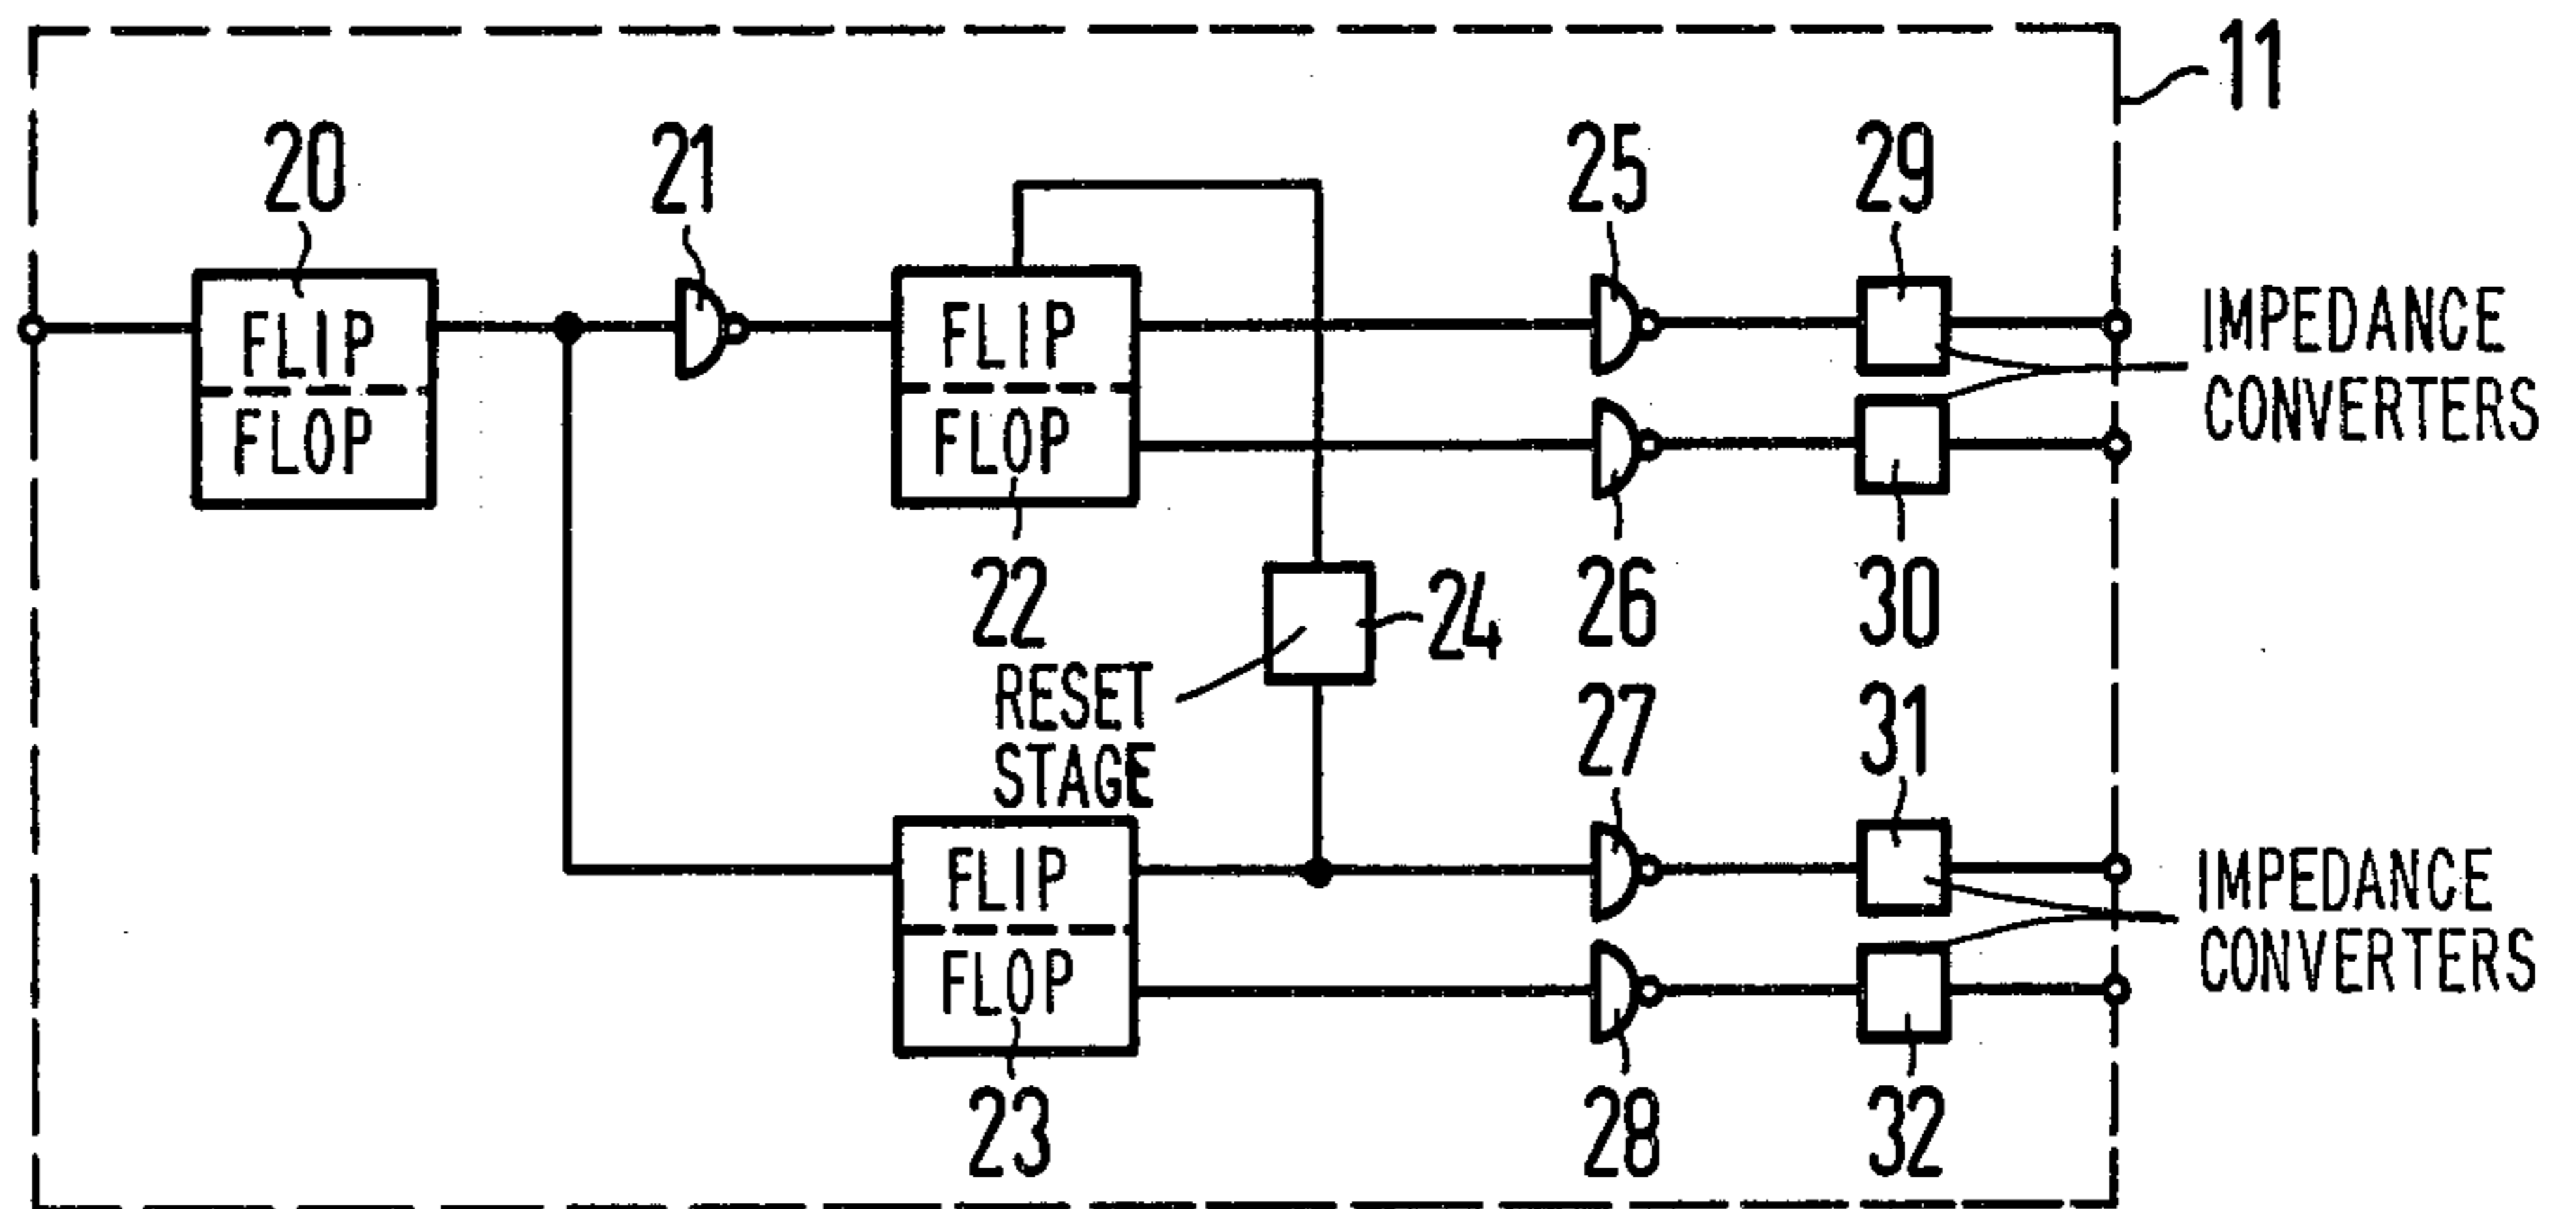 11
20
21
25
29
FLIP
FLOP
FLIP
FLOP
IMPEDANCE
CONVERTERS
22
24
26
30
RESET
STAGE
27
31
FLIP
FLOP
IMPEDANCE
CONVERTERS
23
28
32